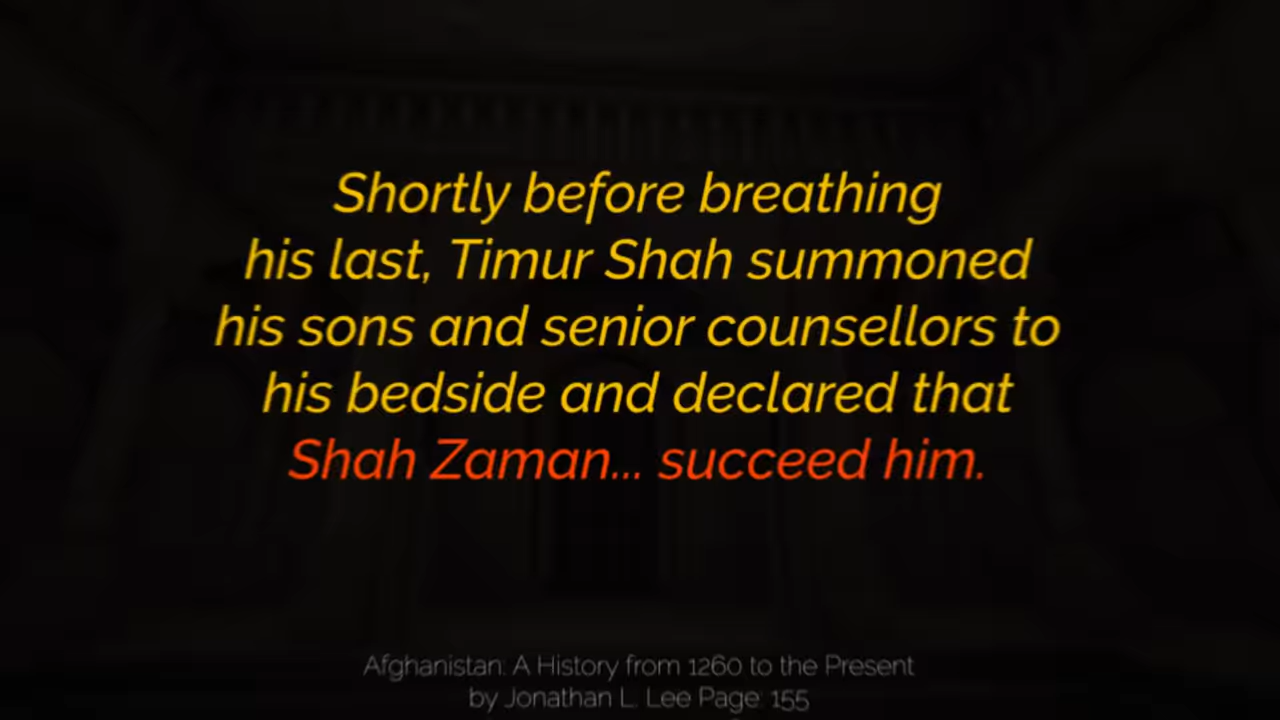 Shortly before breathing
his last, Timur Shah summoned
his sons and senior counsellors to
his bedside and declared that
Shah Zaman... succeed him.
Afghanistan: A History from 1260 to the Present
by Jonathan L. Lee Page: 155